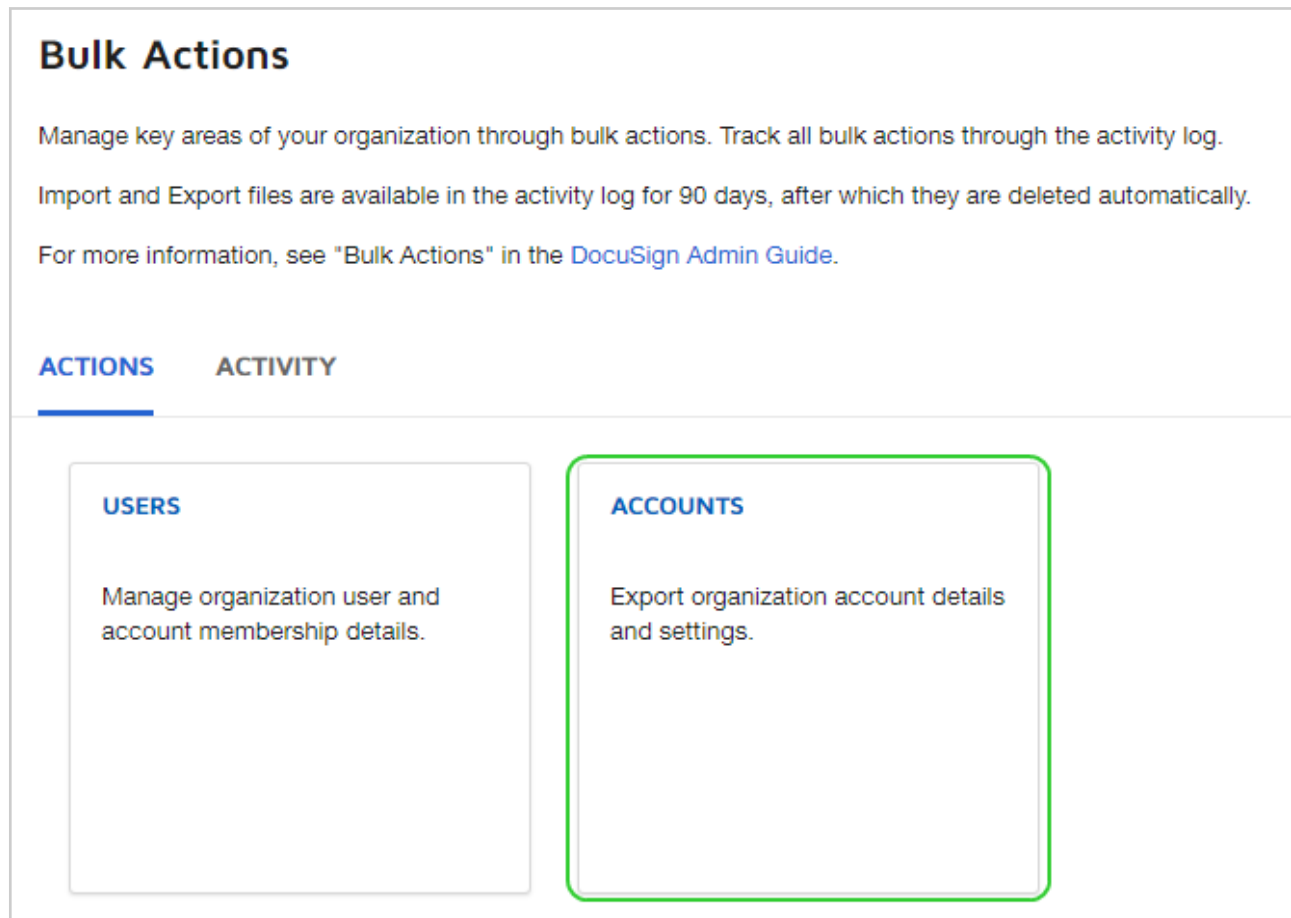 Bulk Actions
Manage key areas of your organization through bulk actions. Track all bulk actions through the activity log.
Import and Export files are available in the activity log for 90 days, after which they are deleted automatically.
For more information, see "Bulk Actions" in the DocuSign Admin Guide.
ACTIONS ACTIVITY
USERS
Manage organization user and
account membership details.
ACCOUNTS
Export organization account details
and settings.